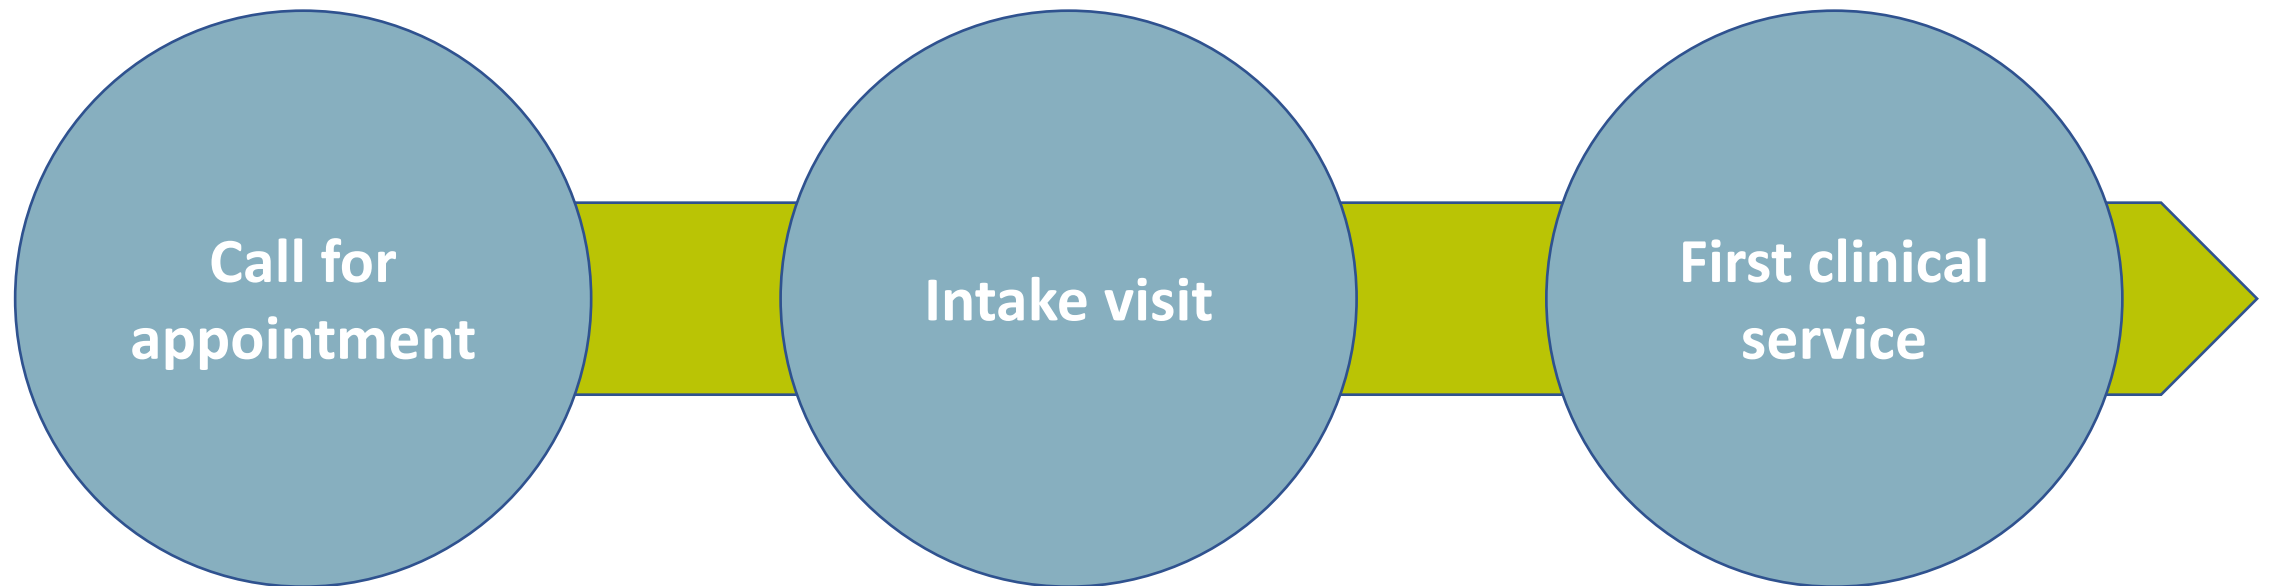 Call for
appointment
Intake visit
First clinical
service